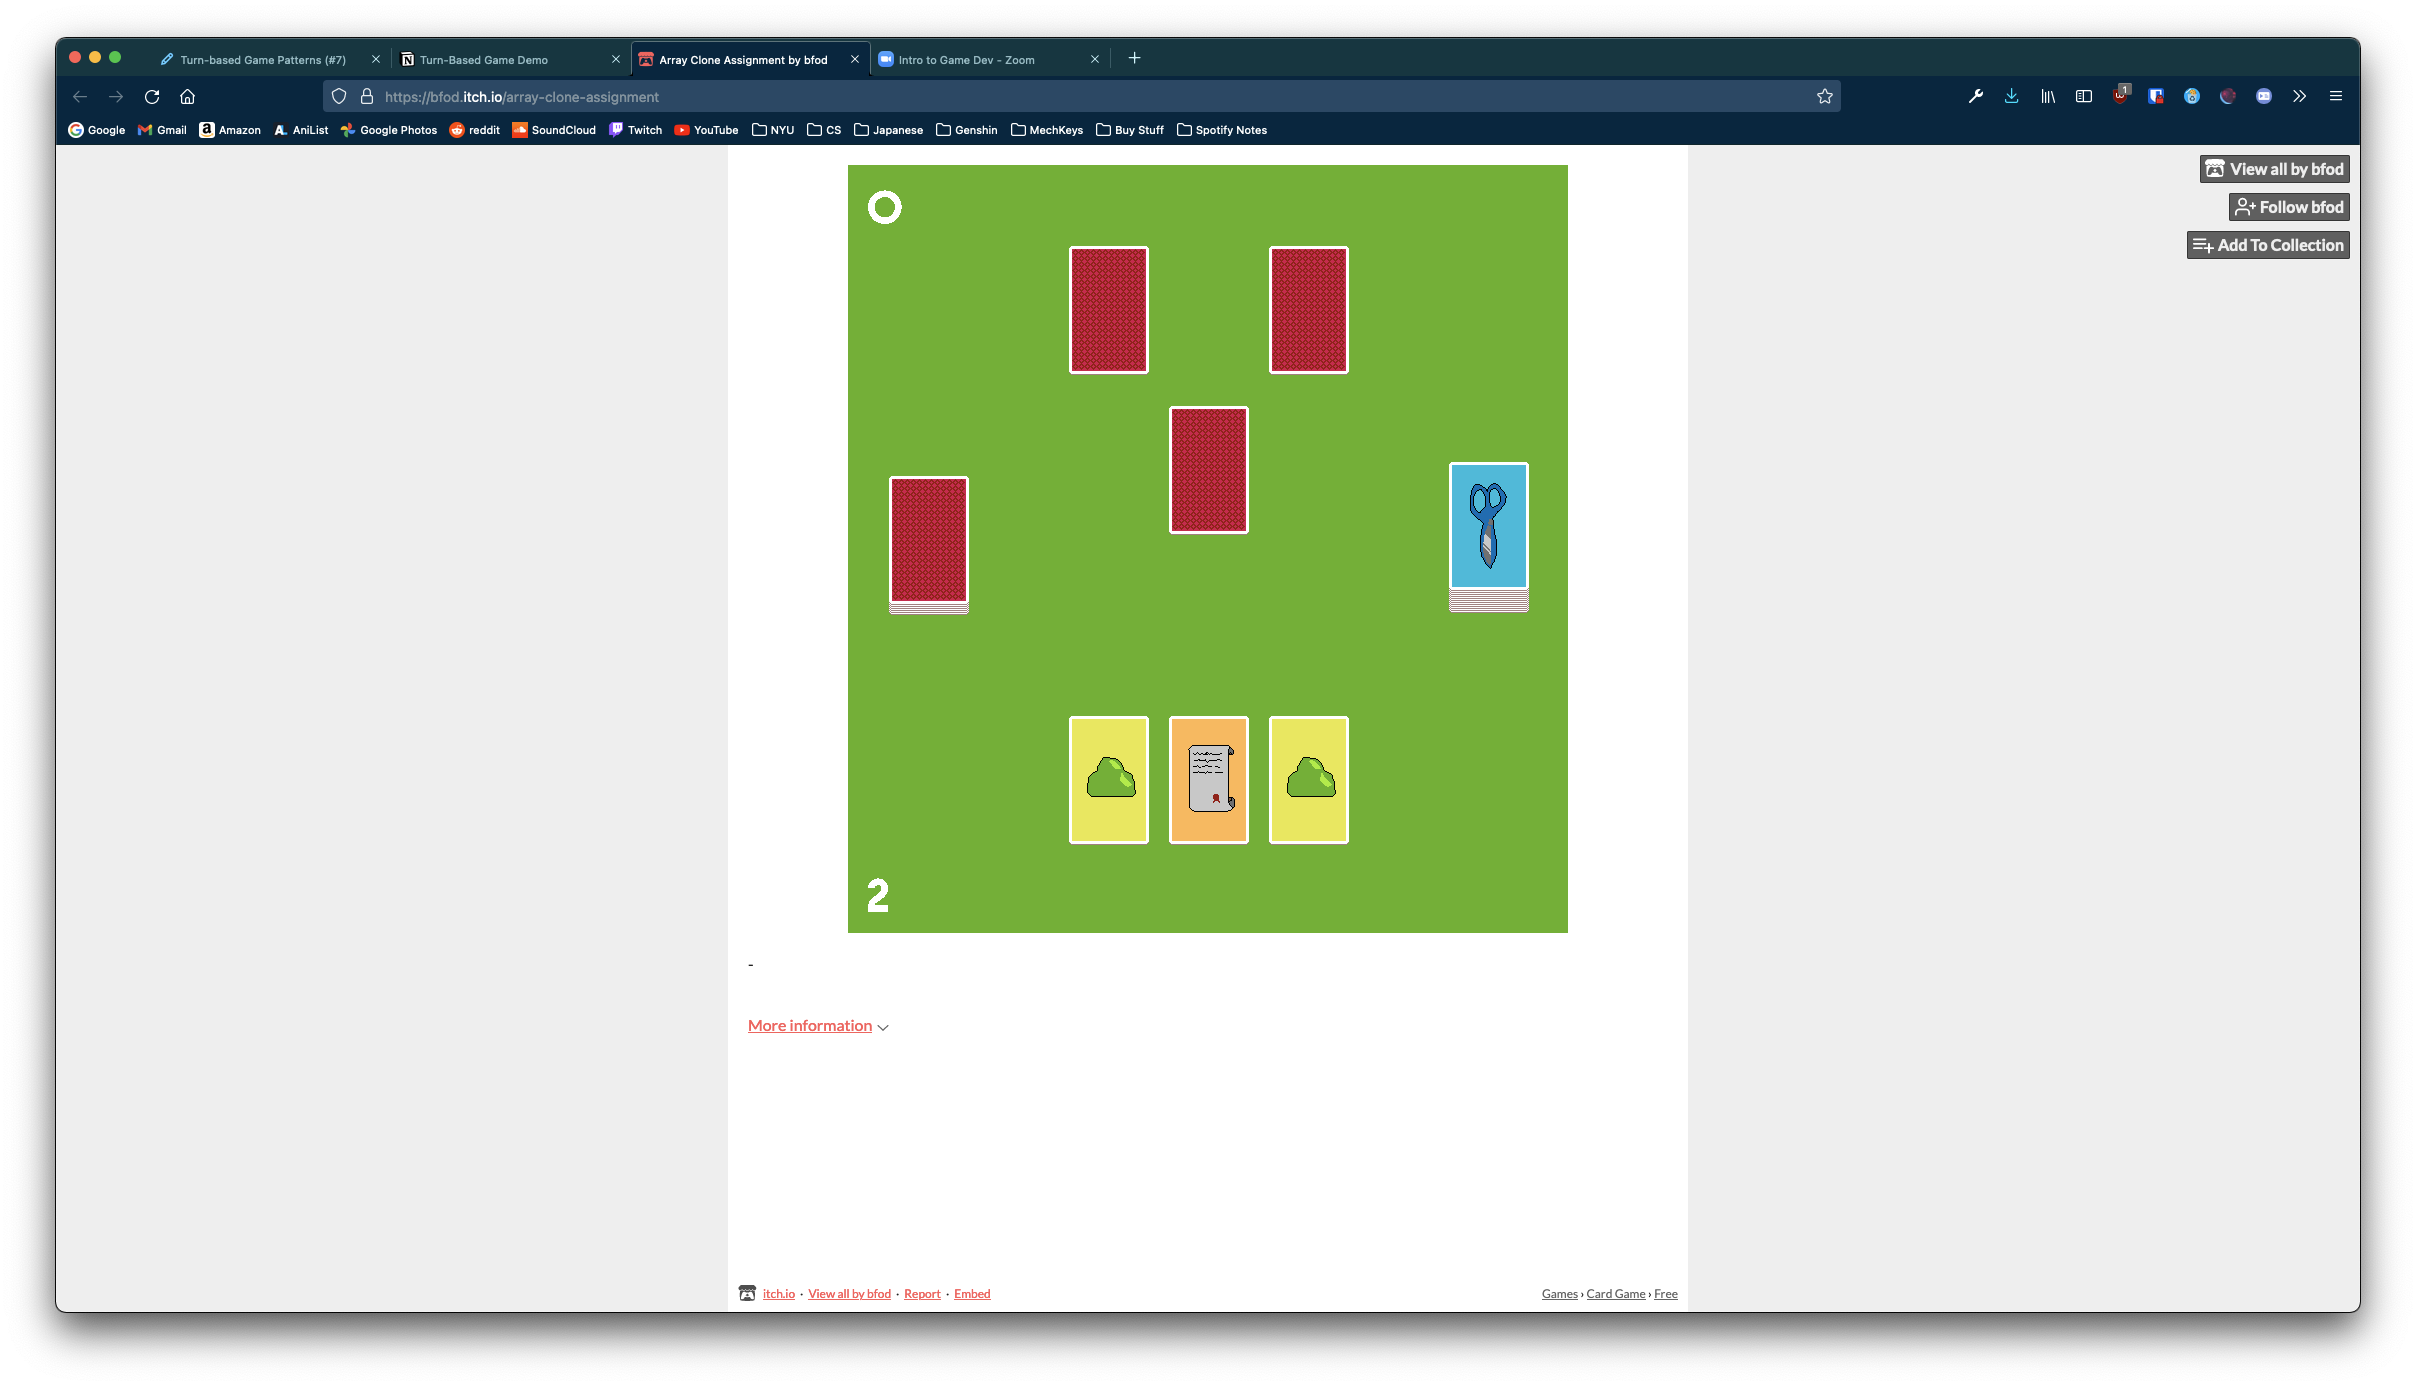 Turn-based Game Patterns (#7)
Turn-Based Game Demo
Array Clone Assignment by bfod
Intro to Game Dev - Zoom
https://bfod.itch.io/array-clone-assignment
1
Google
Gmail
Amazon
AniList
Google Photos
reddit
SoundCloud
Twitch
YouTube
NYU
CS
Japanese
Genshin
MechKeys
Buy Stuff
Spotify Notes
View all by bfod
Follow bfod
Add To Collection
0
2
-
More information
itch.io · View all by bfod · Report · Embed
Games › Card Game › Free